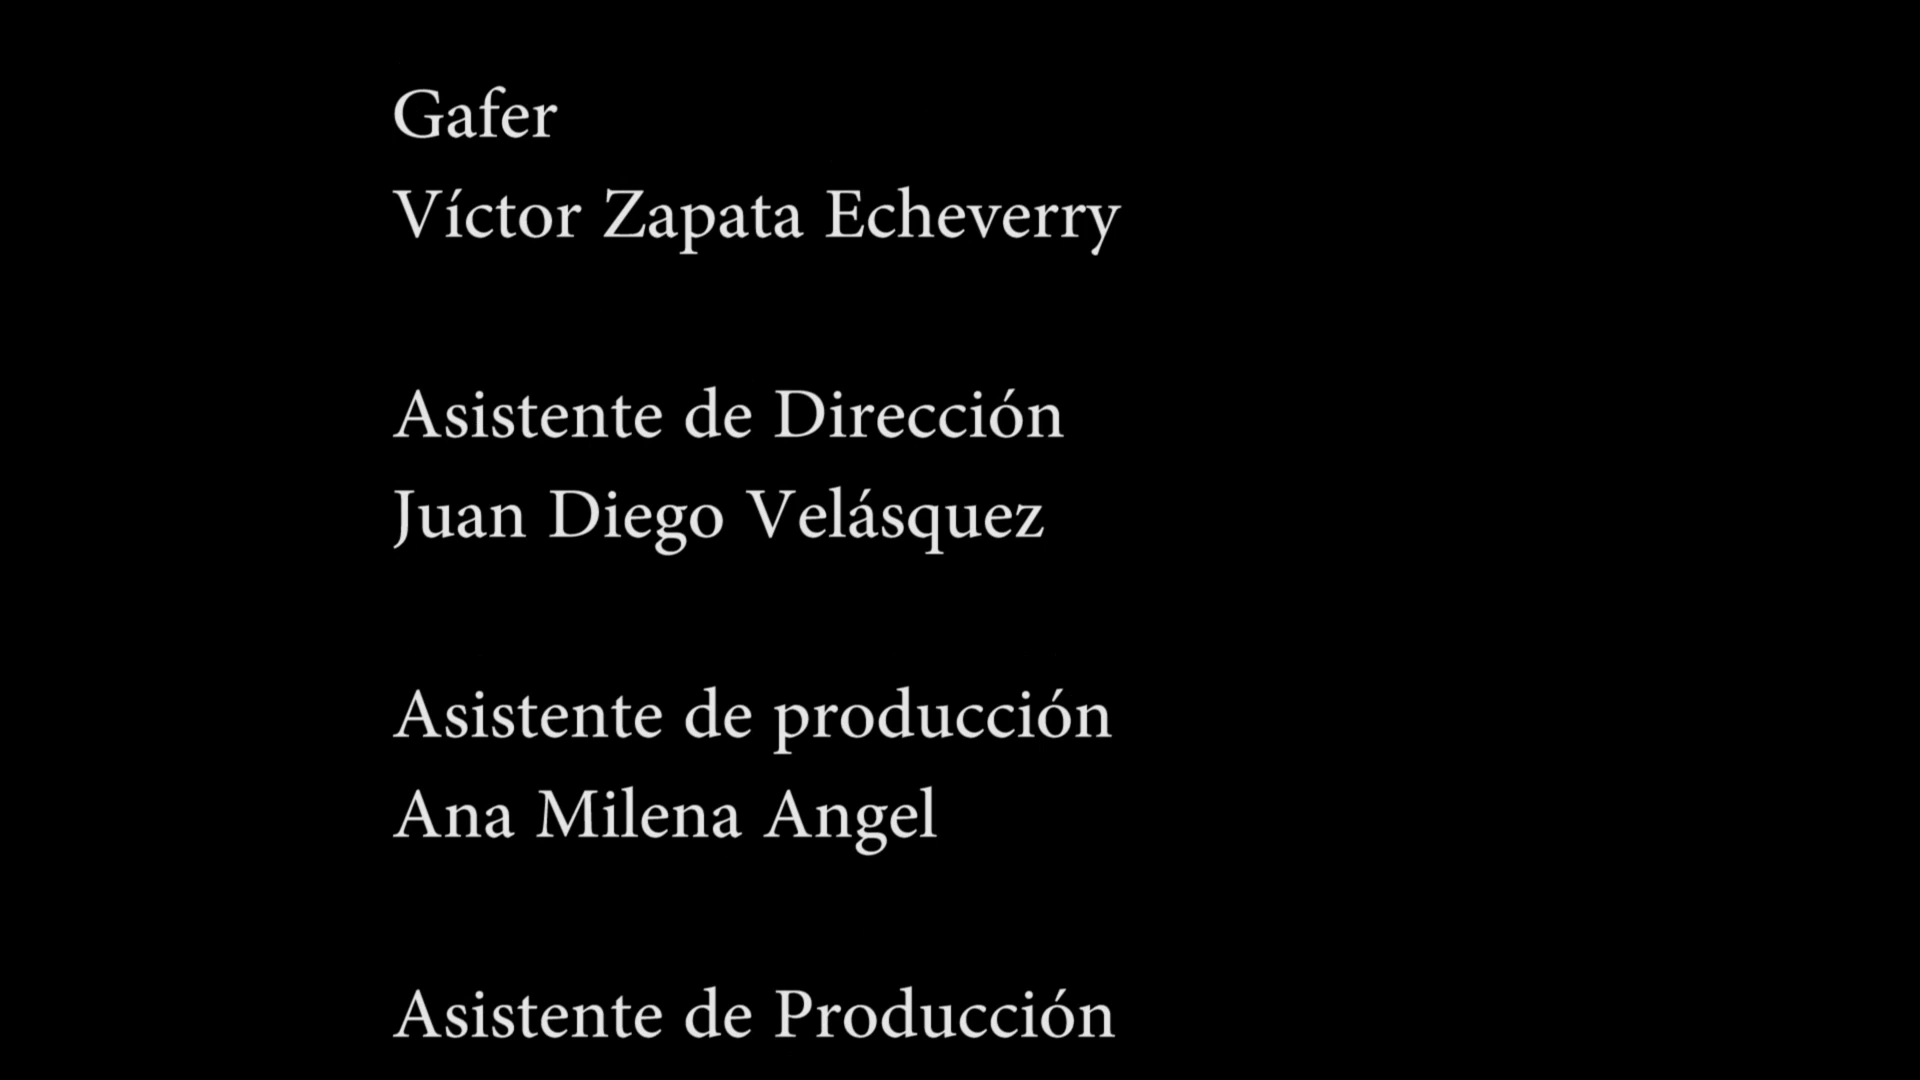 Gafer
Víctor Zapata Echeverry
Asistente de Dirección
Juan Diego Velásquez
Asistente de producción
Ana Milena Angel
Asistente de Producción